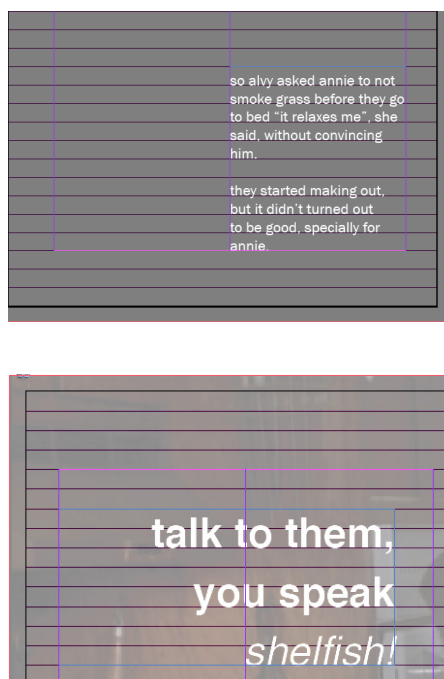 so alvy asked annie to not
smoke grass before they go
to bed “it relaxes me”, she
said, without convincing
him.
they started making out,
but it didn’t turned out
to be good, specially for
annie.
talk to them,
you speak
shelfish!